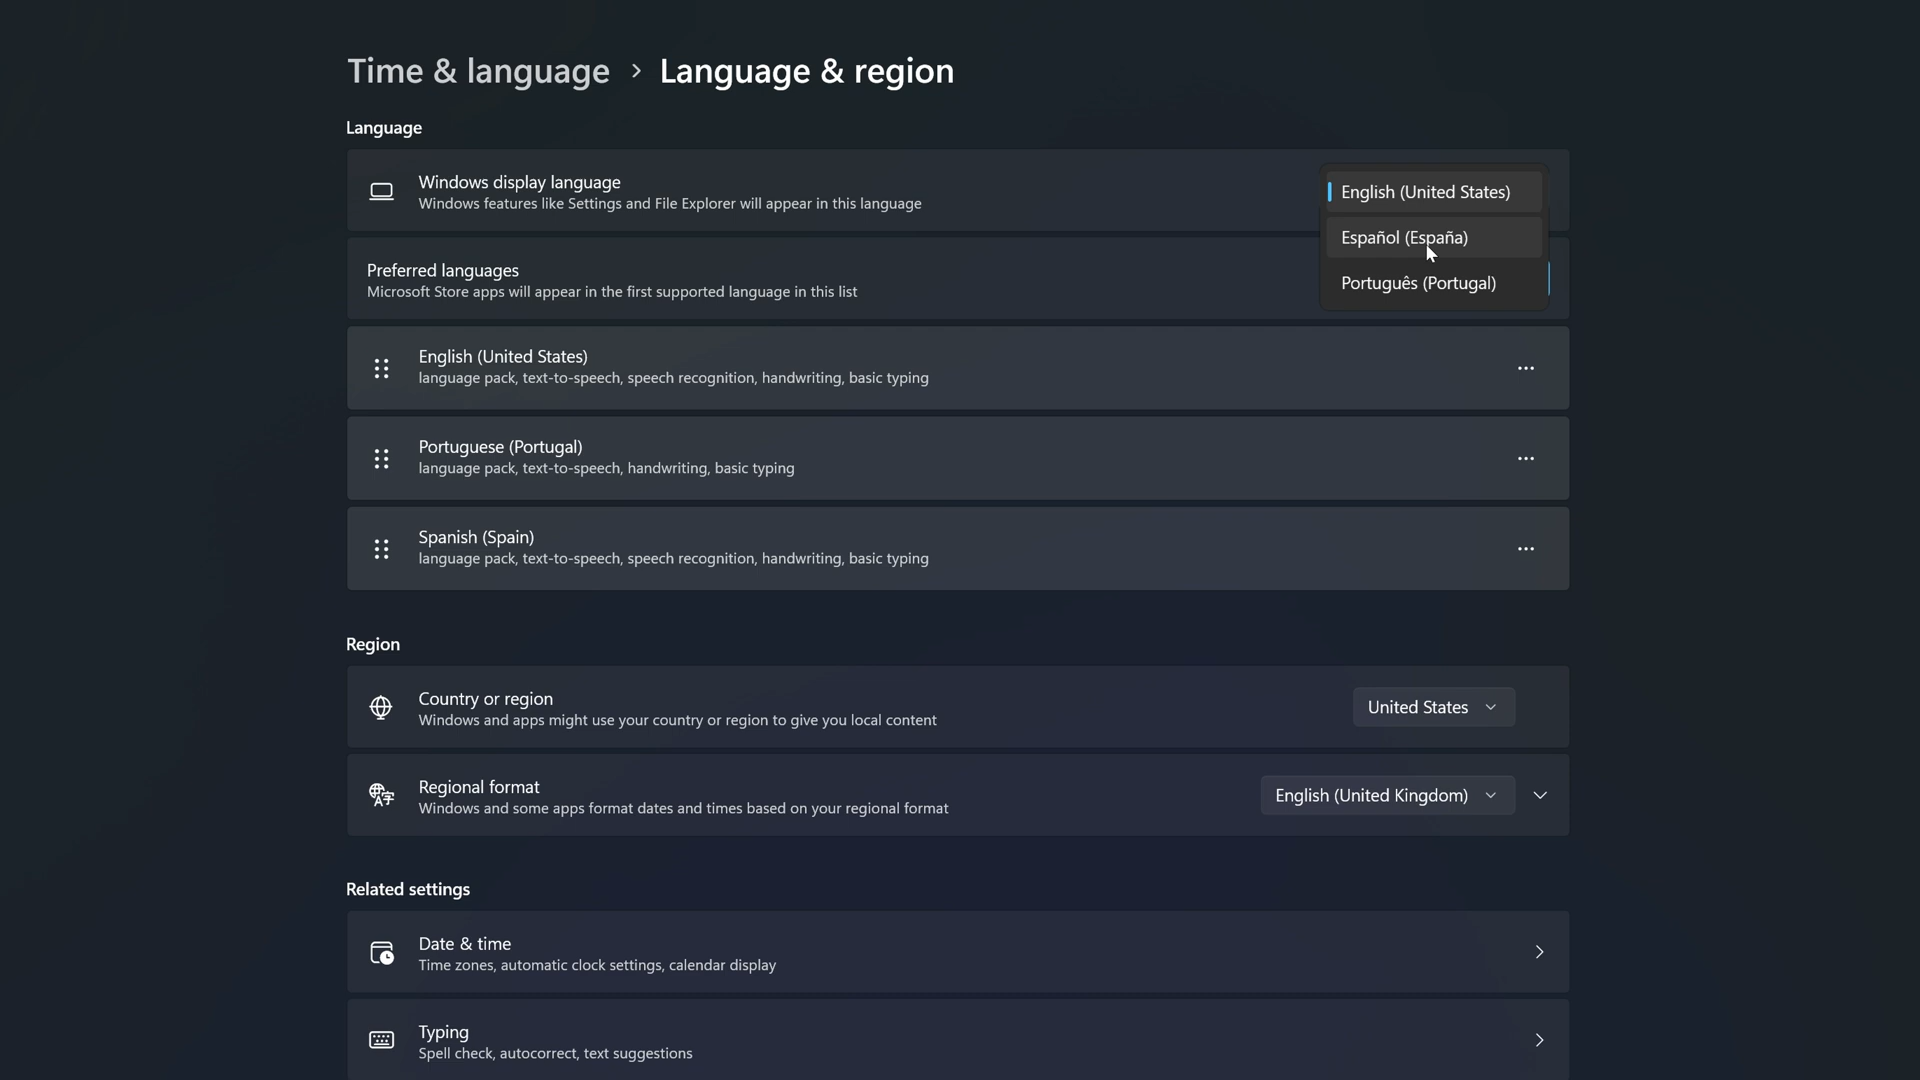 Time & language > Language & region
Language
Windows display language
Windows features like Settings and File Explorer will appear in this language
English (United States)
Español (España)
Português (Portugal)
Preferred languages
Microsoft Store apps will appear in the first supported language in this list
English (United States)
language pack, text-to-speech, speech recognition, handwriting, basic typing
Portuguese (Portugal)
language pack, text-to-speech, handwriting, basic typing
Spanish (Spain)
language pack, text-to-speech, speech recognition, handwriting, basic typing
Region
Country or region
Windows and apps might use your country or region to give you local content
United States
Regional format
Windows and some apps format dates and times based on your regional format
English (United Kingdom)
Related settings
Date & time
Time zones, automatic clock settings, calendar display
Typing
Spell check, autocorrect, text suggestions